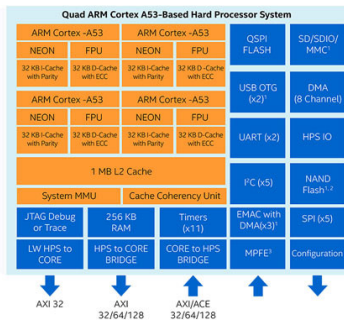 Quad ARM Cortex A53-Based Hard Processor System
ARM Cortex -A53
ARM Cortex -A53
NEON
FPU
NEON
FPU
32 KB I-Cache
with Parity
32 KB D-Cache
with ECC
32 KB I-Cache
with Parity
32 KB D -Cache
with ECC
ARM Cortex -A53
ARM Cortex -A53
NEON
FPU
NEON
FPU
32 KB I-Cache
with Parity
32 KB D-Cache
with ECC
32 KB I-Cache
with Parity
32 KB D-Cache
with ECC
1 MB L2 Cache
System MMU
Cache Coherency Unit
JTAG Debug
or Trace
256 KB
RAM
Timers
(x11)
LW HPS to
CORE
HPS to CORE
BRIDGE
CORE to HPS
BRIDGE
QSPI
FLASH
SD/SDIO/
MMC¹
USB OTG
(x2)¹
DMA
(8 Channel)
UART (x2)
HPS IO
I²C (x5)
NAND
Flash¹,²
EMAC with
DMA(x3)¹
SPI (x5)
MPFE³
Configuration
AXI 32
AXI
32/64/128
AXI/ACE
32/64/128